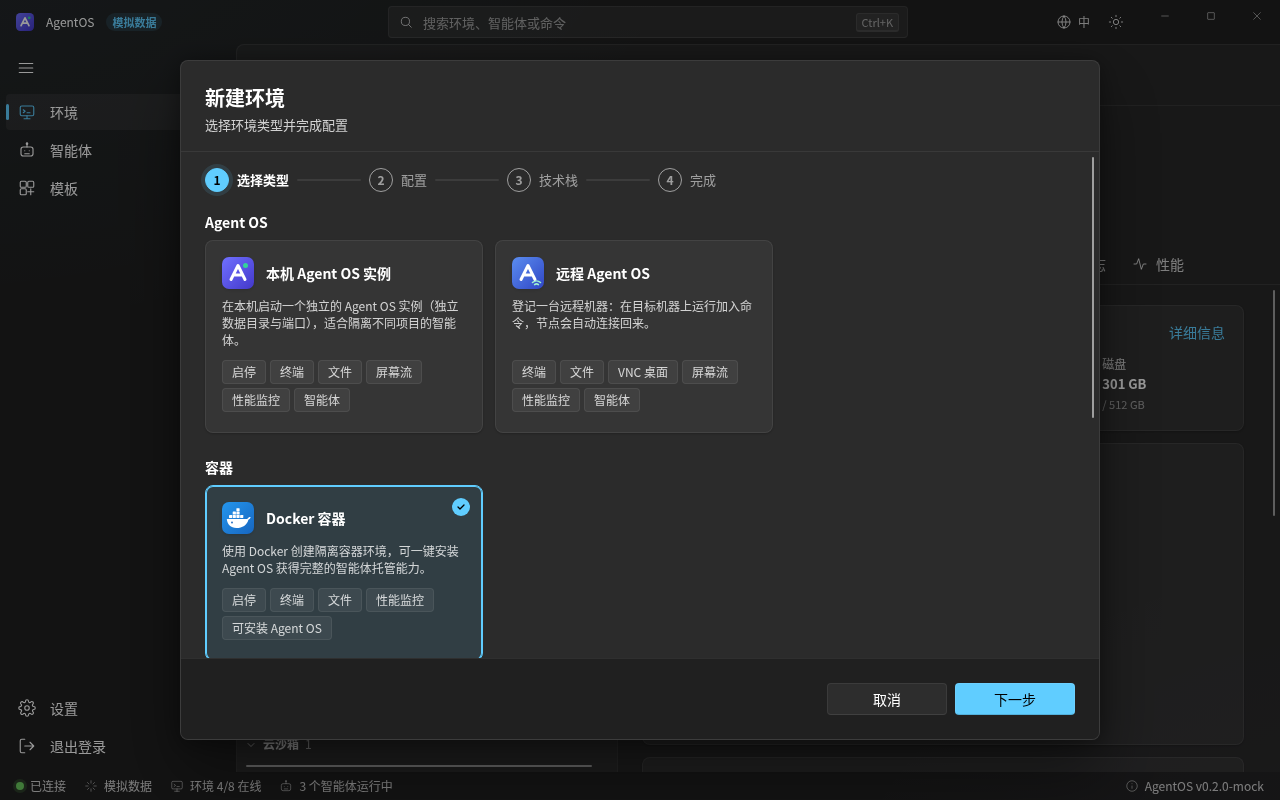 AgentOS 模拟数据
搜索环境、智能体或命令 Ctrl+K
中
环境
智能体
模板
设置
退出登录
新建环境
选择环境类型并完成配置
1 选择类型 2 配置 3 技术栈 4 完成
Agent OS
本机 Agent OS 实例
在本机启动一个独立的 Agent OS 实例（独立
数据目录与端口），适合隔离不同项目的智能
体。
启停 终端 文件 屏幕流
性能监控 智能体
远程 Agent OS
登记一台远程机器：在目标机器上运行加入命
令，节点会自动连接回来。
终端 文件 VNC 桌面 屏幕流
性能监控 智能体
容器
Docker 容器
使用 Docker 创建隔离容器环境，可一键安装
Agent OS 获得完整的智能体托管能力。
启停 终端 文件 性能监控
可安装 Agent OS
取消 下一步
性能
详细信息
磁盘
301 GB
/ 512 GB
云沙箱 1
已连接 模拟数据 环境 4/8 在线 3 个智能体运行中 AgentOS v0.2.0-mock